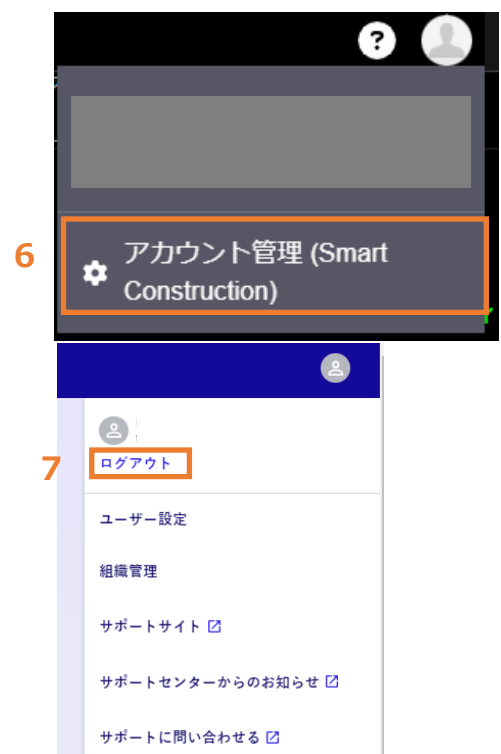 ?
6
アカウント管理 (Smart
Construction)
7
ログアウト
ユーザー設定
組織管理
サポートサイト
サポートセンターからのお知らせ
サポートに問い合わせる